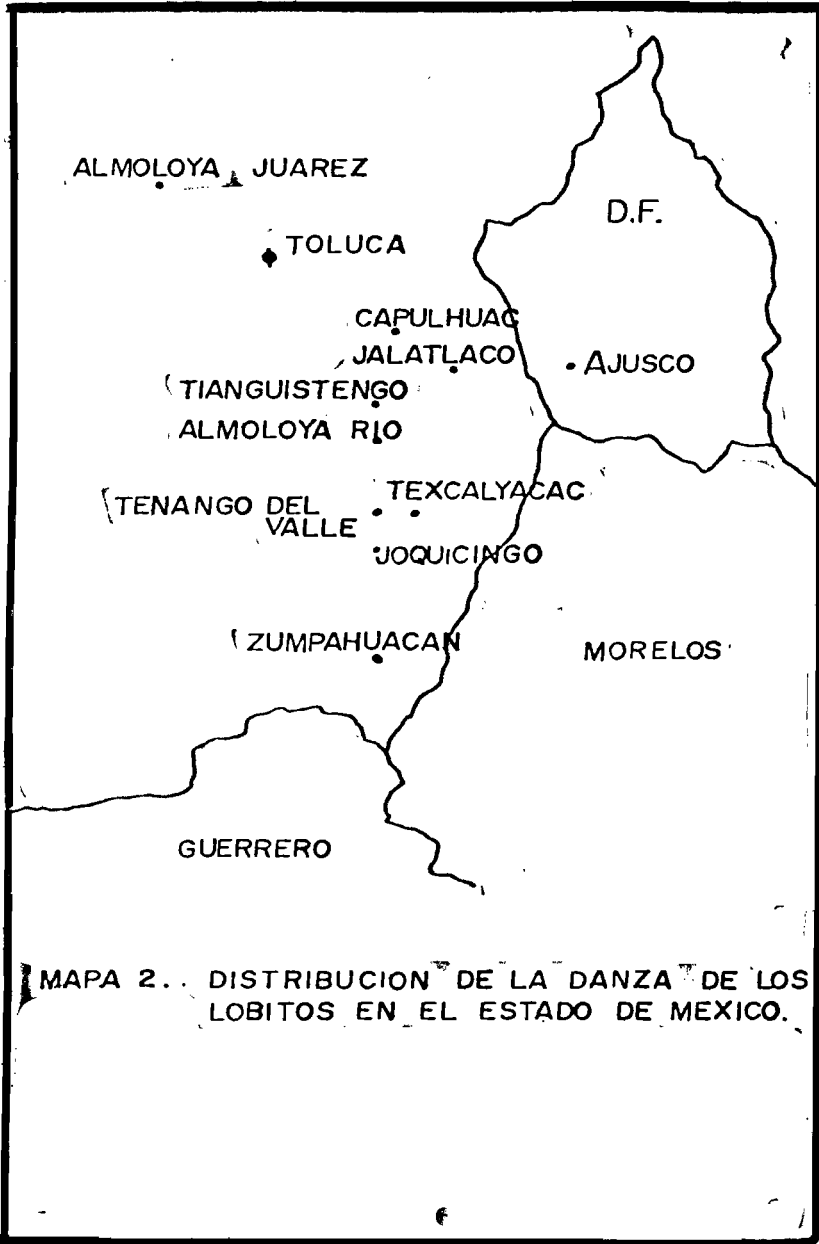 ALMOLOYA JUAREZ
D.F.
TOLUCA
CAPULHUAC
JALATLACO
AJUSCO
TIANGUISTENGO
ALMOLOYA RIO
TEXCALYACAC
TENANGO DEL
VALLE
JOQUICINGO
ZUMPAHUACAN
MORELOS
GUERRERO
MAPA 2.. DISTRIBUCION DE LA DANZA DE LOS
LOBITOS EN EL ESTADO DE MEXICO.